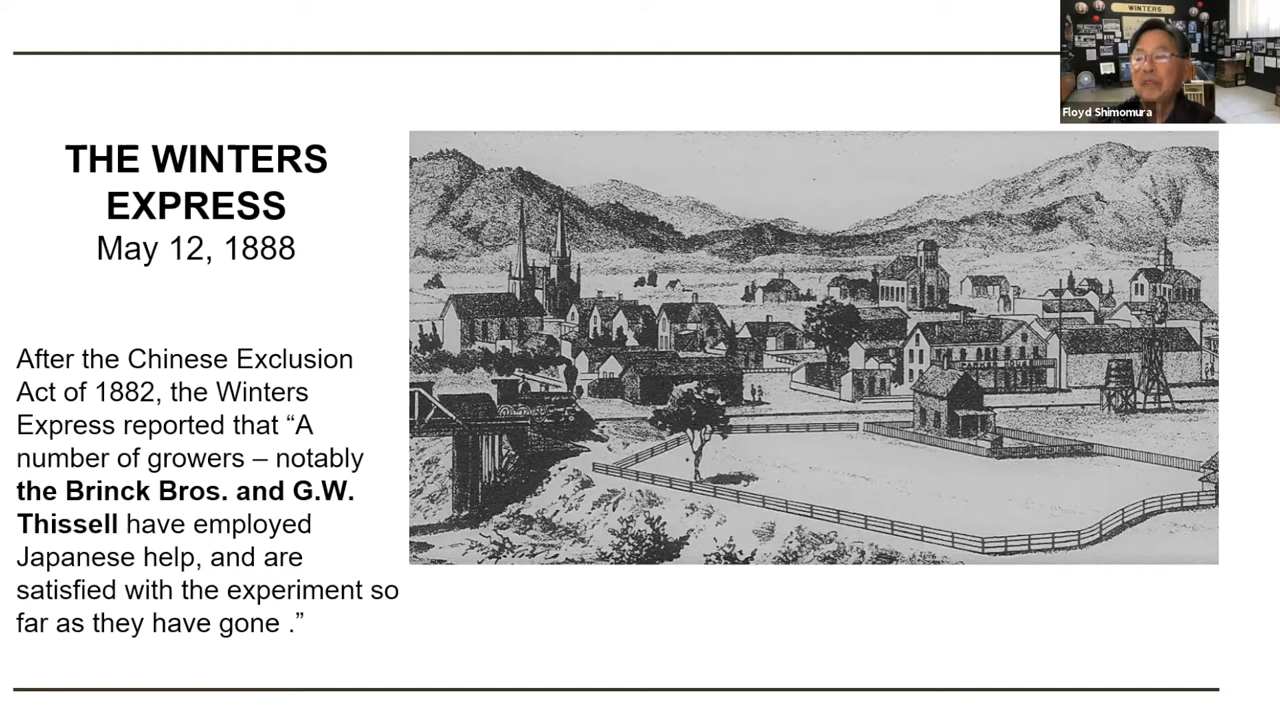 WINTERS
Floyd Shimomura
THE WINTERS
EXPRESS
May 12, 1888
After the Chinese Exclusion
Act of 1882, the Winters
Express reported that “A
number of growers – notably
the Brinck Bros. and G.W.
Thissell have employed
Japanese help, and are
satisfied with the experiment so
far as they have gone .”